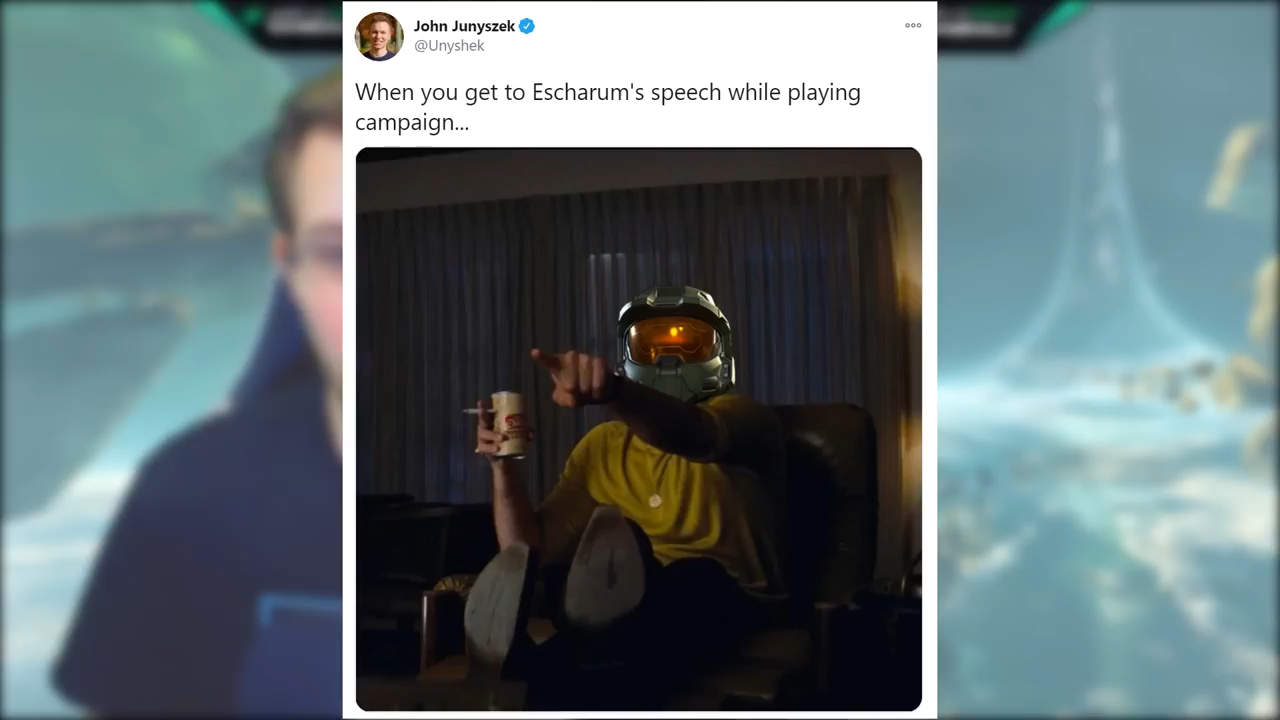 John Junyszek
@Unyshek
When you get to Escharum's speech while playing
campaign...